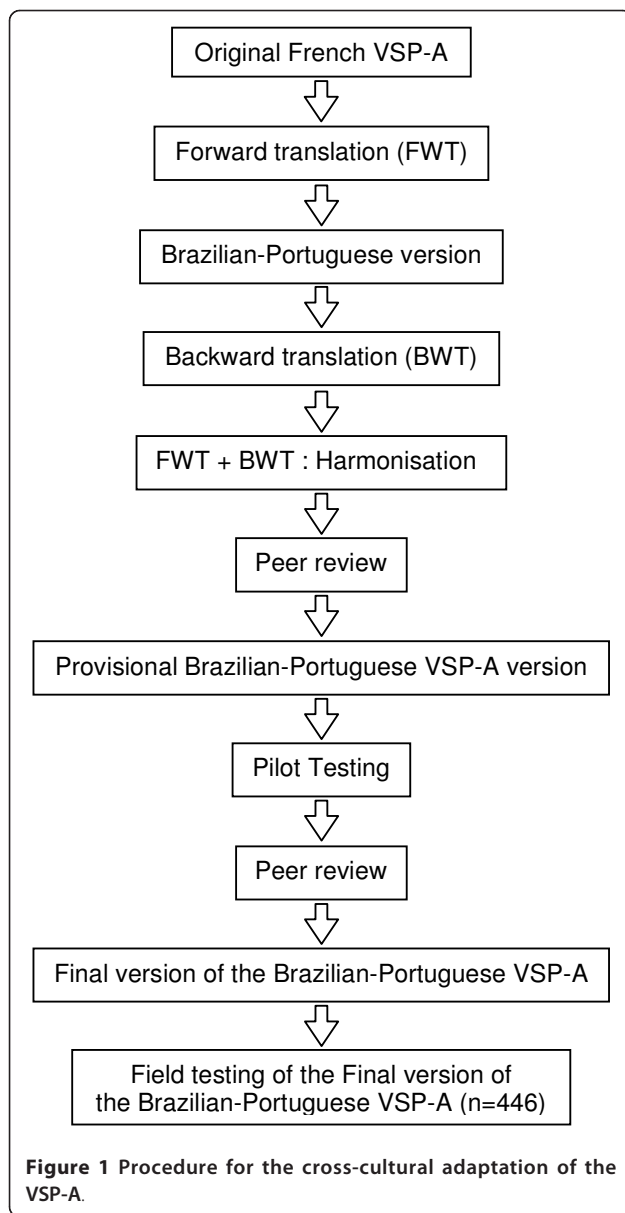 Original French VSP-A
Forward translation (FWT)
Brazilian-Portuguese version
Backward translation (BWT)
FWT + BWT : Harmonisation
Peer review
Provisional Brazilian-Portuguese VSP-A version
Pilot Testing
Peer review
Final version of the Brazilian-Portuguese VSP-A
Field testing of the Final version of
the Brazilian-Portuguese VSP-A (n=446)
Figure 1 Procedure for the cross-cultural adaptation of the
VSP-A.